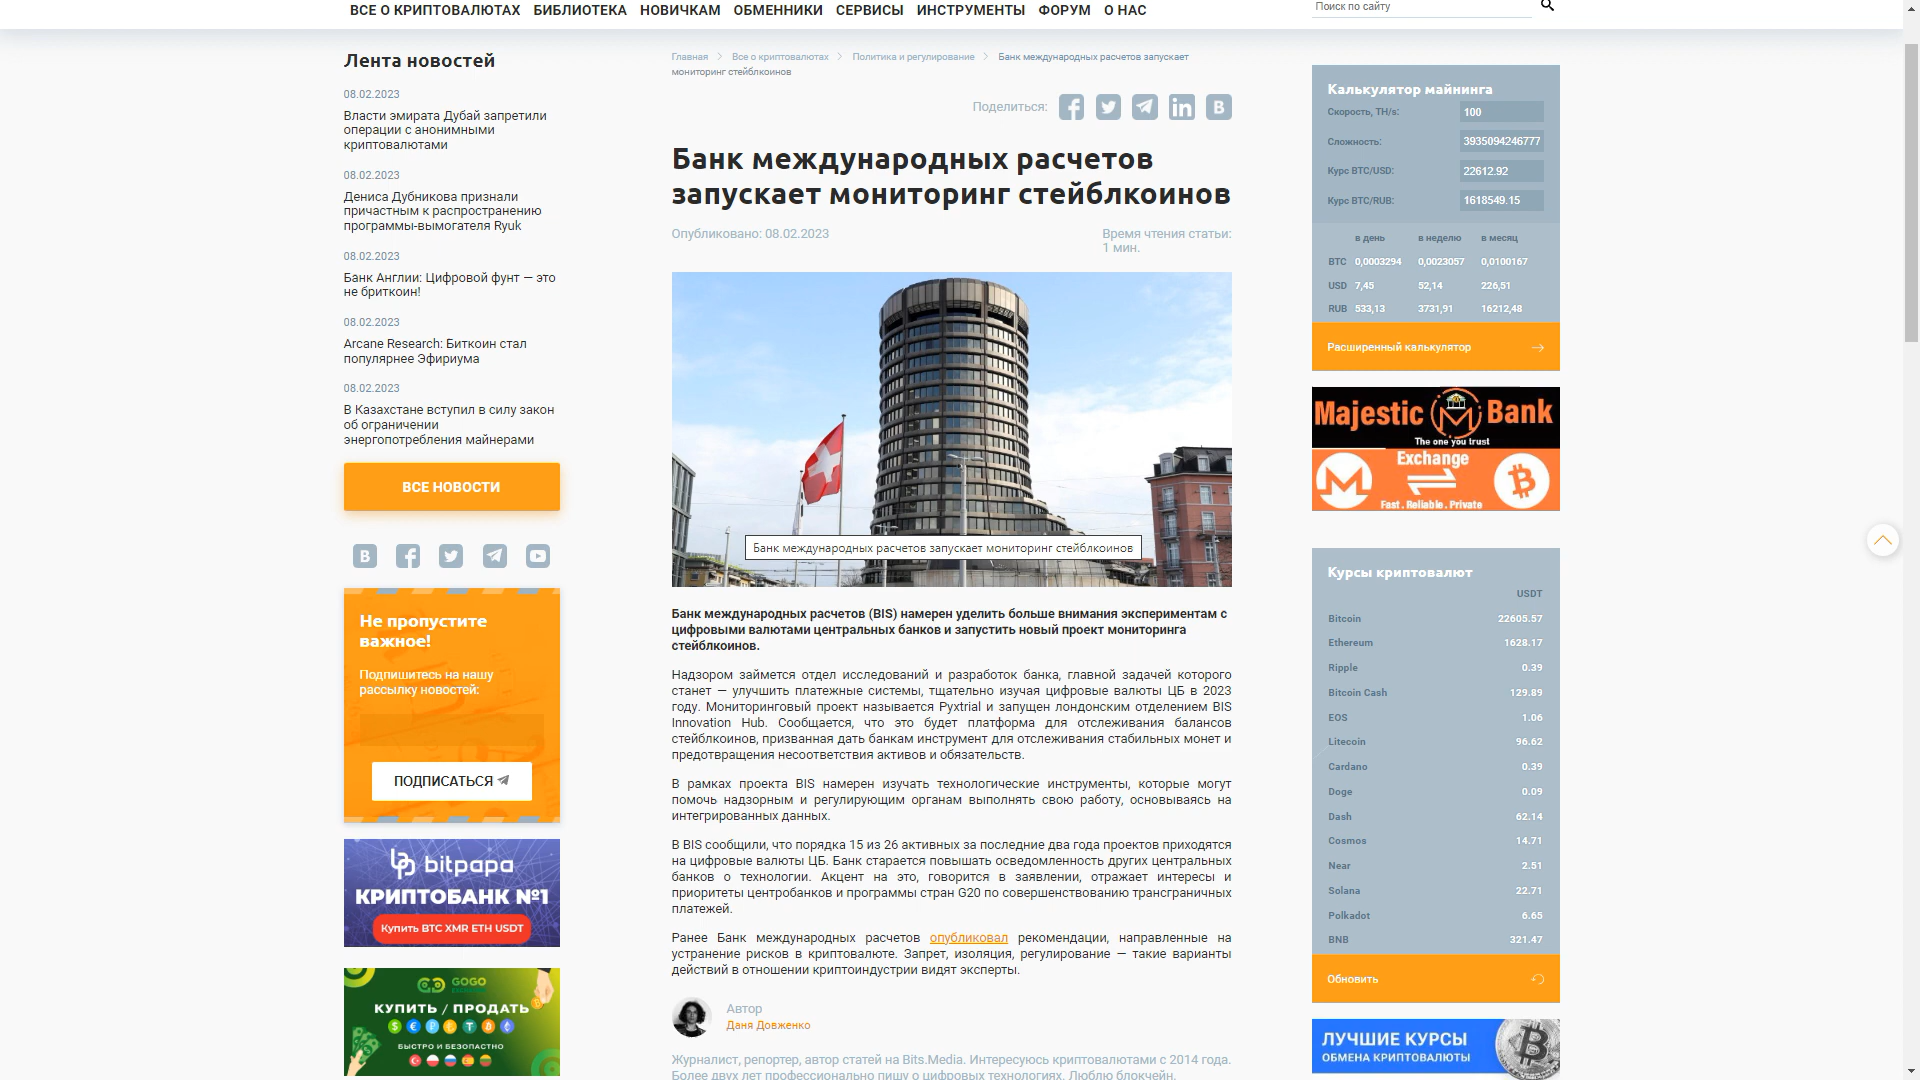 ВСЕ О КРИПТОВАЛЮТАХ БИБЛИОТЕКА НОВИЧКАМ ОБМЕННИКИ СЕРВИСЫ ИНСТРУМЕНТЫ ФОРУМ О НАС
Поиск по сайту
Лента новостей
08.02.2023
Власти эмирата Дубай запретили
операции с анонимными
криптовалютами
08.02.2023
Дениса Дубникова признали
причастным к распространению
программы-вымогателя Ryuk
08.02.2023
Банк Англии: Цифровой фунт — это
не бриткоин!
08.02.2023
Arcane Research: Биткоин стал
популярнее Эфириума
08.02.2023
В Казахстане вступил в силу закон
об ограничении
энергопотребления майнерами
ВСЕ НОВОСТИ
Не пропустите
важное!
Подпишитесь на нашу
рассылку новостей:
ПОДПИСАТЬСЯ
bitpapa
КРИПТОБАНК №1
Купить BTC XMR ETH USDT
GOGO
КУПИТЬ / ПРОДАТЬ
БЫСТРО И БЕЗОПАСНО
Главная Все о криптовалютах Политика и регулирование Банк международных расчетов запускает
мониторинг стейблкоинов
Поделиться:
Банк международных расчетов
запускает мониторинг стейблкоинов
Опубликовано: 08.02.2023
Время чтения статьи:
1 мин.
Банк международных расчетов запускает мониторинг стейблкоинов
Банк международных расчетов (BIS) намерен уделить больше внимания экспериментам с
цифровыми валютами центральных банков и запустить новый проект мониторинга
стейблкоинов.
Надзором займется отдел исследований и разработок банка, главной задачей которого
станет — улучшить платежные системы, тщательно изучая цифровые валюты ЦБ в 2023
году. Мониторинговый проект называется Pyxtrial и запущен лондонским отделением BIS
Innovation Hub. Сообщается, что это будет платформа для отслеживания балансов
стейблкоинов, призванная дать банкам инструмент для отслеживания стабильных монет и
предотвращения несоответствия активов и обязательств.
В рамках проекта BIS намерен изучать технологические инструменты, которые могут
помочь надзорным и регулирующим органам выполнять свою работу, основываясь на
интегрированных данных.
В BIS сообщили, что порядка 15 из 26 активных за последние два года проектов приходятся
на цифровые валюты ЦБ. Банк старается повышать осведомленность других центральных
банков о технологии. Акцент на это, говорится в заявлении, отражает интересы и
приоритеты центробанков и программы стран G20 по совершенствованию трансграничных
платежей.
Ранее Банк международных расчетов опубликовал рекомендации, направленные на
устранение рисков в криптовалюте. Запрет, изоляция, регулирование — такие варианты
действий в отношении криптоиндустрии видят эксперты.
Автор
Даня Довженко
Журналист, репортер, автор статей на Bits.Media. Интересуюсь криптовалютами с 2014 года.
Более двух лет профессионально пишу о цифровых технологиях. Люблю блокчейн,
Калькулятор майнинга
Скорость, TH/s: 100
Сложность: 3935094246777
Курс BTC/USD: 22612.92
Курс BTC/RUB: 1618549.15
в день в неделю в месяц
BTC 0,0003294 0,0023057 0,0100167
USD 7,45 52,14 226,51
RUB 533,13 3731,91 16212,48
Расширенный калькулятор
Majestic Bank
The one you trust
Exchange
Fast . Reliable . Private
Курсы криптовалют
USDT
Bitcoin 22605.57
Ethereum 1628.17
Ripple 0.39
Bitcoin Cash 129.89
EOS 1.06
Litecoin 96.62
Cardano 0.39
Doge 0.09
Dash 62.14
Cosmos 14.71
Near 2.51
Solana 22.71
Polkadot 6.65
BNB 321.47
Обновить
ЛУЧШИЕ КУРСЫ
ОБМЕНА КРИПТОВАЛЮТЫ